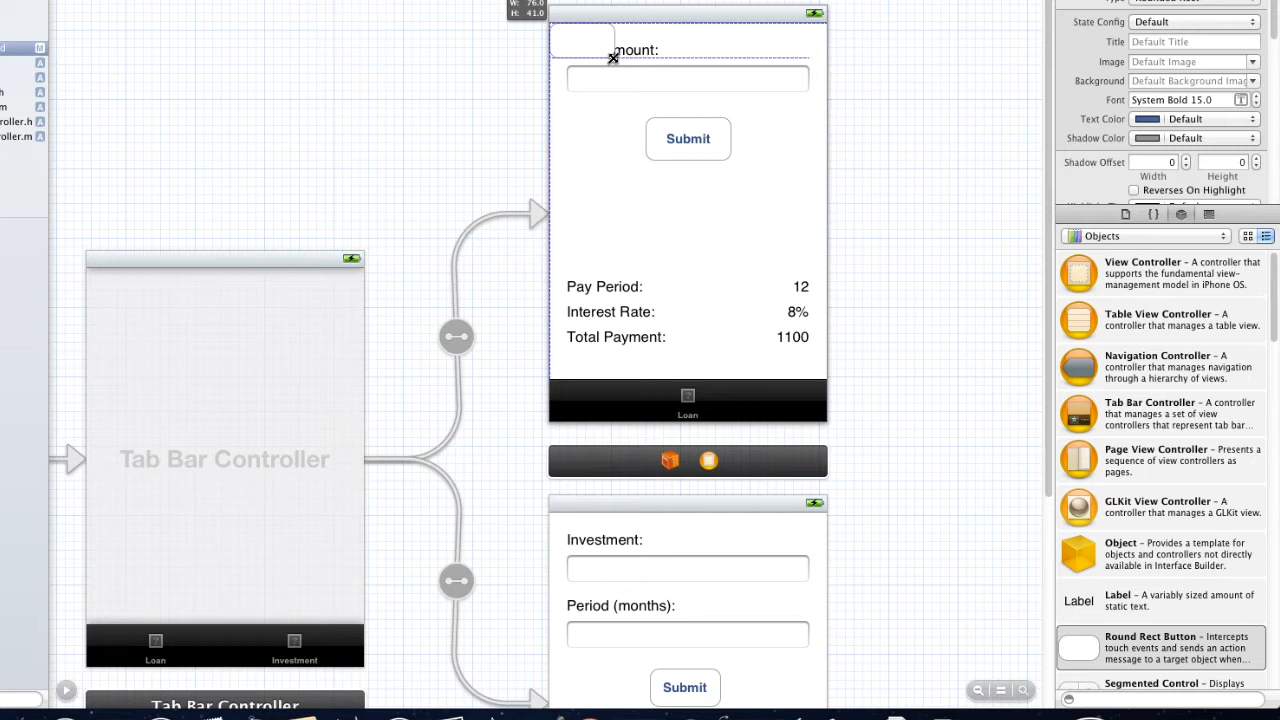 W: 76.0
H: 41.0
d
M
A
A
h
A
m
A
oller.h
A
ntroller.m
A
mount:
Submit
Pay Period:
12
Interest Rate:
8%
Total Payment:
1100
Loan
Tab Bar Controller
Loan
Investment
Tab Bar Controller
Investment:
Period (months):
Submit
State Config
Default
Title
Default Title
Image
Default Image
Background
Default Background Imag
Font
System Bold 15.0
T
Text Color
Default
Shadow Color
Default
Shadow Offset
0
0
Width
Height
Reverses On Highlight
{ }
Objects
View Controller – A controller that
supports the fundamental view-
management model in iPhone OS.
Table View Controller – A
controller that manages a table view.
Navigation Controller – A
controller that manages navigation
through a hierarchy of views.
Tab Bar Controller – A controller
that manages a set of view
controllers that represent tab bar...
Page View Controller – Presents a
sequence of view controllers as
pages.
GLKit View Controller – A
controller that manages a GLKit view.
Object – Provides a template for
objects and controllers not directly
available in Interface Builder.
Label
Label – A variably sized amount of
static text.
Round Rect Button – Intercepts
touch events and sends an action
message to a target object when...
Segmented Control – Displays